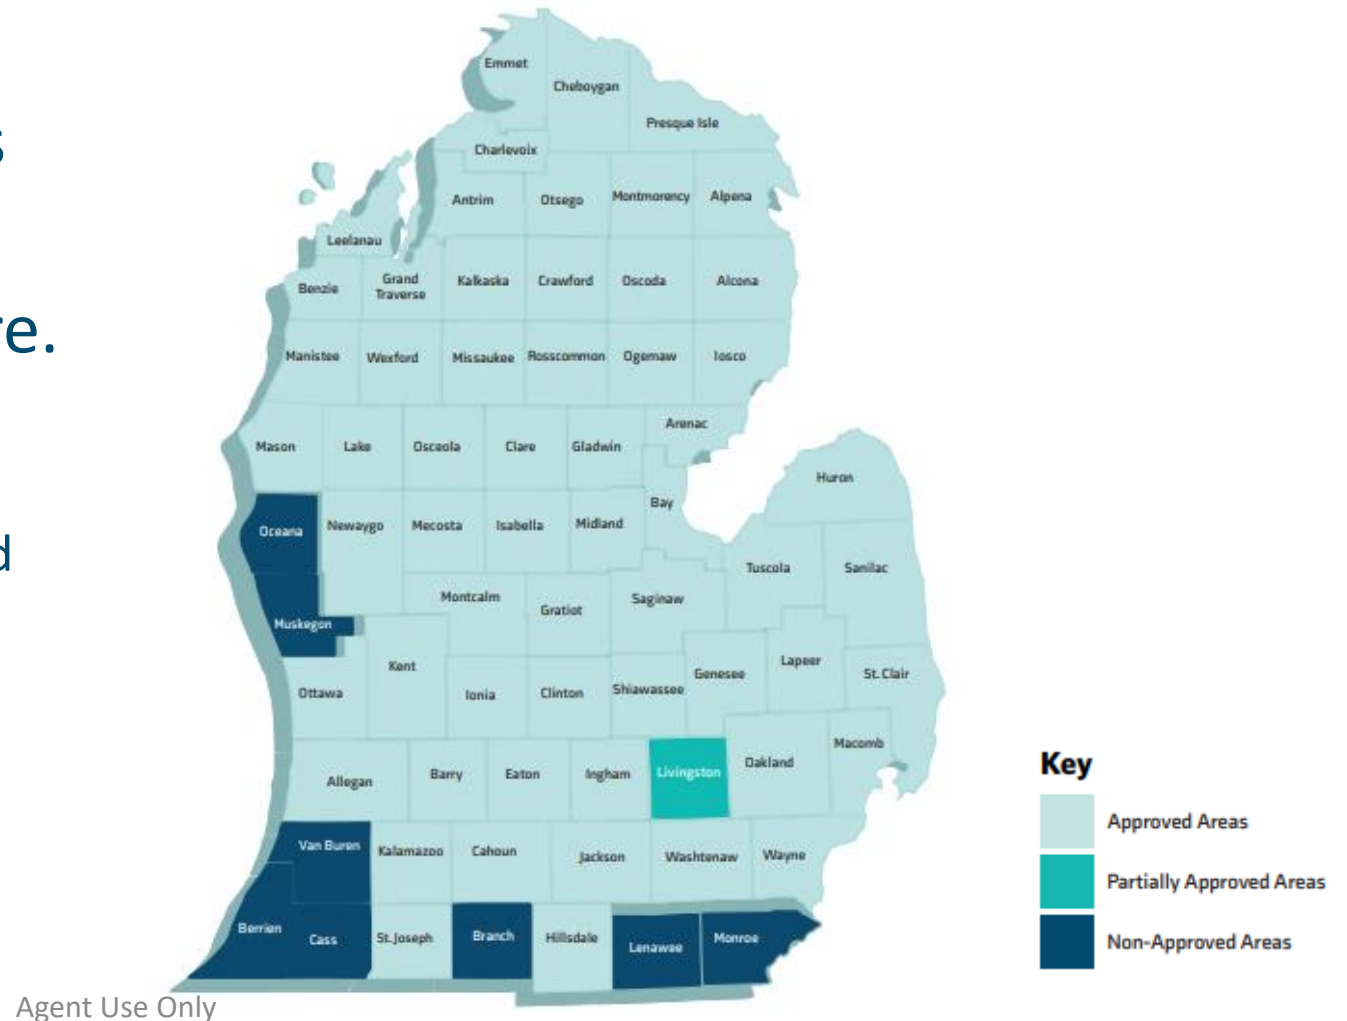 s
re.
d
Emmet
Cheboygan
Presque Isle
Charlevoix
Antrim
Otsego
Montmorency
Alpena
Leelanau
Benzie
Grand
Traverse
Kalkaska
Crawford
Oscoda
Alcona
Manistee
Wexford
Missaukee
Rosscommon
Ogemaw
Iosco
Mason
Lake
Osceola
Clare
Gladwin
Arenac
Huron
Oceana
Newaygo
Mecosta
Isabella
Midland
Bay
Tuscola
Sanilac
Muskegon
Montcalm
Gratiot
Saginaw
Ottawa
Kent
Ionia
Clinton
Shiawassee
Genesee
Lapeer
St. Clair
Allegan
Barry
Eaton
Ingham
Livingston
Oakland
Macomb
Van Buren
Kalamazoo
Cahoun
Jackson
Washtenaw
Wayne
Berrien
Cass
St. Joseph
Branch
Hillsdale
Lenawee
Monroe
Key
Approved Areas
Partially Approved Areas
Non-Approved Areas
Agent Use Only